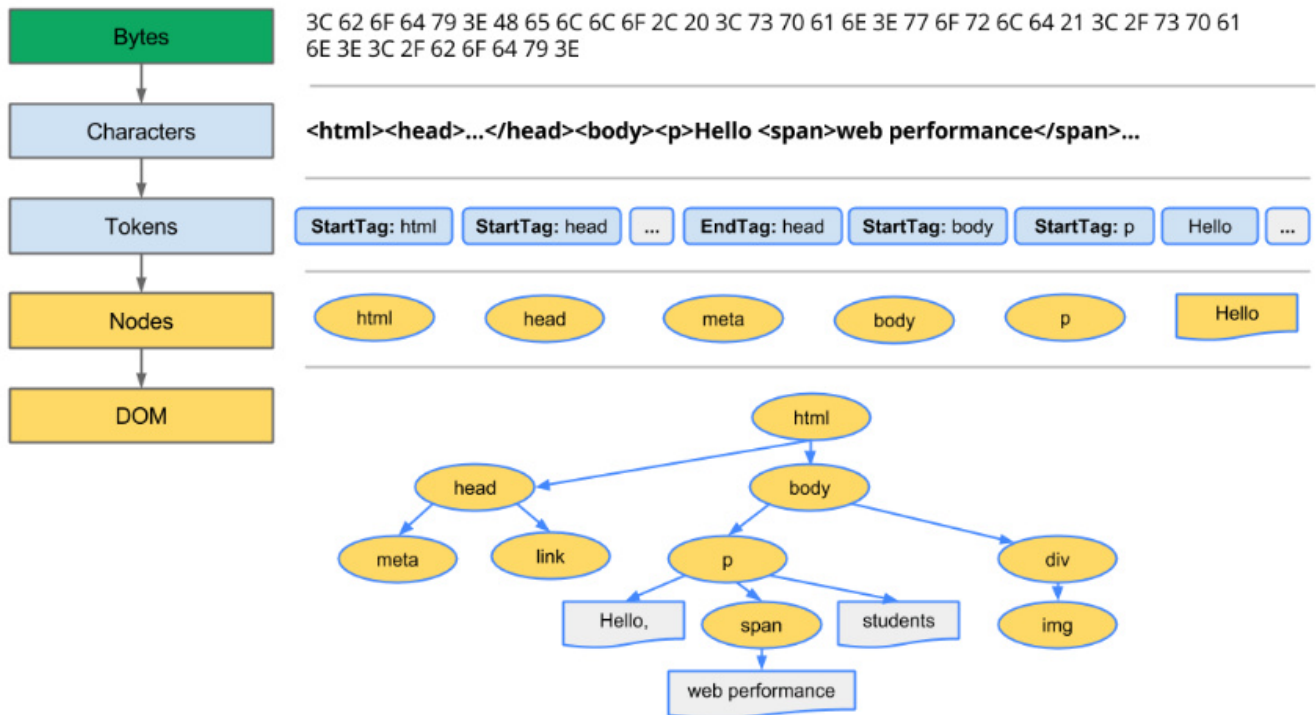 Bytes
3C 62 6F 64 79 3E 48 65 6C 6C 6F 2C 20 3C 73 70 61 6E 3E 77 6F 72 6C 64 21 3C 2F 73 70 61
6E 3E 3C 2F 62 6F 64 79 3E
Characters
<html><head>...</head><body><p>Hello <span>web performance</span>...
Tokens
StartTag: html StartTag: head ... EndTag: head StartTag: body StartTag: p Hello ...
Nodes
html head meta body p Hello
DOM
html
head body
meta link p div
Hello, span students img
web performance